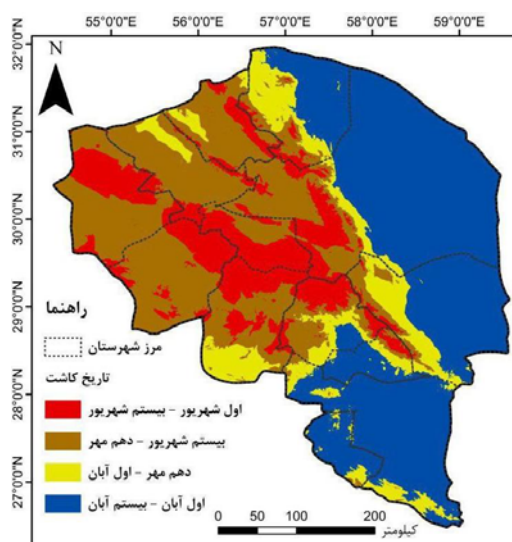 55°0'0"E 56°0'0"E 57°0'0"E 58°0'0"E 59°0'0"E
N
32°0'0"N
31°0'0"N
30°0'0"N
29°0'0"N
28°0'0"N
27°0'0"N
راهنما
مرز شهرستان
تاریخ کاشت
اول شهریور - بیستم شهریور
بیستم شهریور - دهم مهر
دهم مهر - اول آبان
اول آبان - بیستم آبان
0 50 100 200
کیلومتر